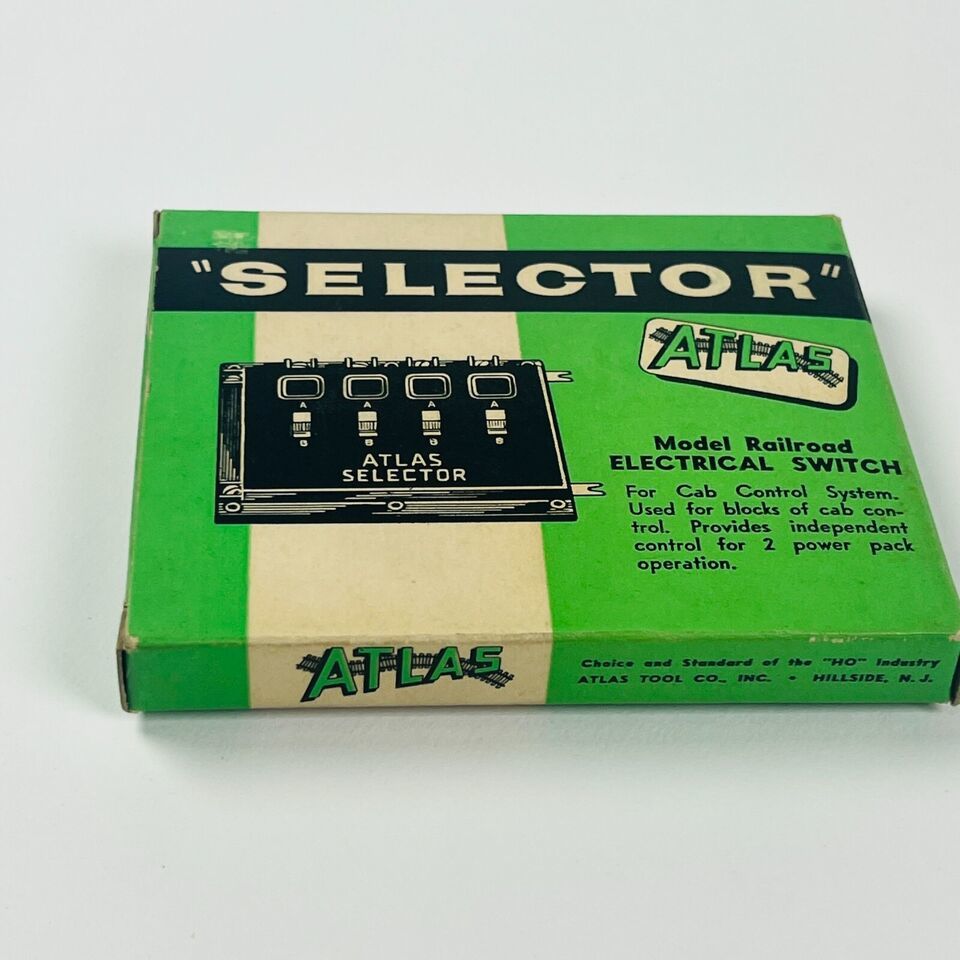 "SELECTOR"
ATLAS
A A A A
B B B B
ATLAS
SELECTOR
Model Railroad
ELECTRICAL SWITCH
For Cab Control System.
Used for blocks of cab con-
trol. Provides independent
control for 2 power pack
operation.
ATLAS
Choice and Standard of the "HO" Industry
ATLAS TOOL CO., INC. • HILLSIDE, N. J.